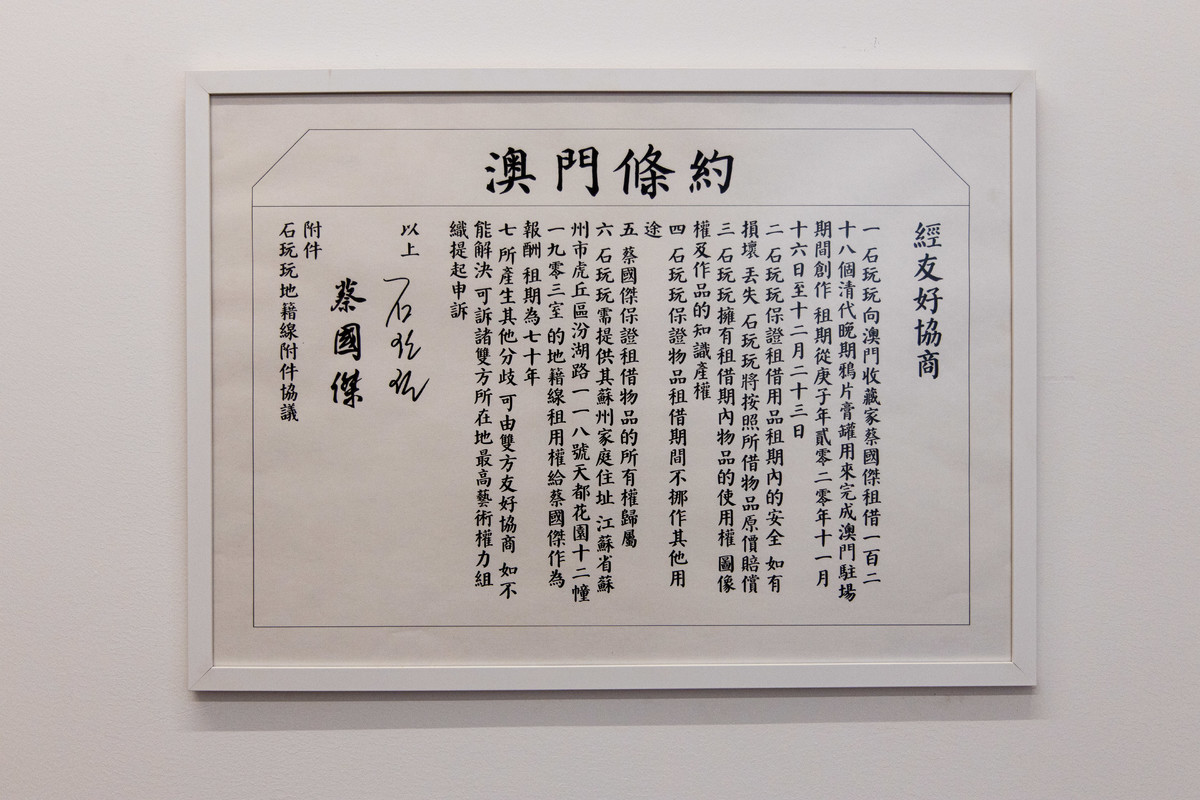 澳門條約
經友好協商
一 石玩玩向澳門收藏家蔡國傑租借一百二
十八個清代晚期鴉片膏罐用來完成澳門駐場
期間創作 租期從庚子年貳零二零年十一月
十六日至十二月二十三日
二 石玩玩保證租借用品租期內的安全 如有
損壞 丟失 石玩玩將按照所借物品原價賠償
三 石玩玩擁有租借期內物品的使用權 圖像
權及作品的知識產權
四 石玩玩保證物品租借期間不挪作其他用
途
五 蔡國傑保證租借物品的所有權歸屬
六 石玩玩需提供其蘇州家庭住址 江蘇省蘇
州市虎丘區汾湖路一一八號天都花園十二幢
一九零三室 的地藉線租用權給蔡國傑作為
報酬 租期為七十年
七 所產生其他分歧 可由雙方友好協商 如不
能解決 可訴諸雙方所在地最高藝術權力組
織提起申訴
以上
石玩玩
蔡國傑
附件
石玩玩地藉線附件協議